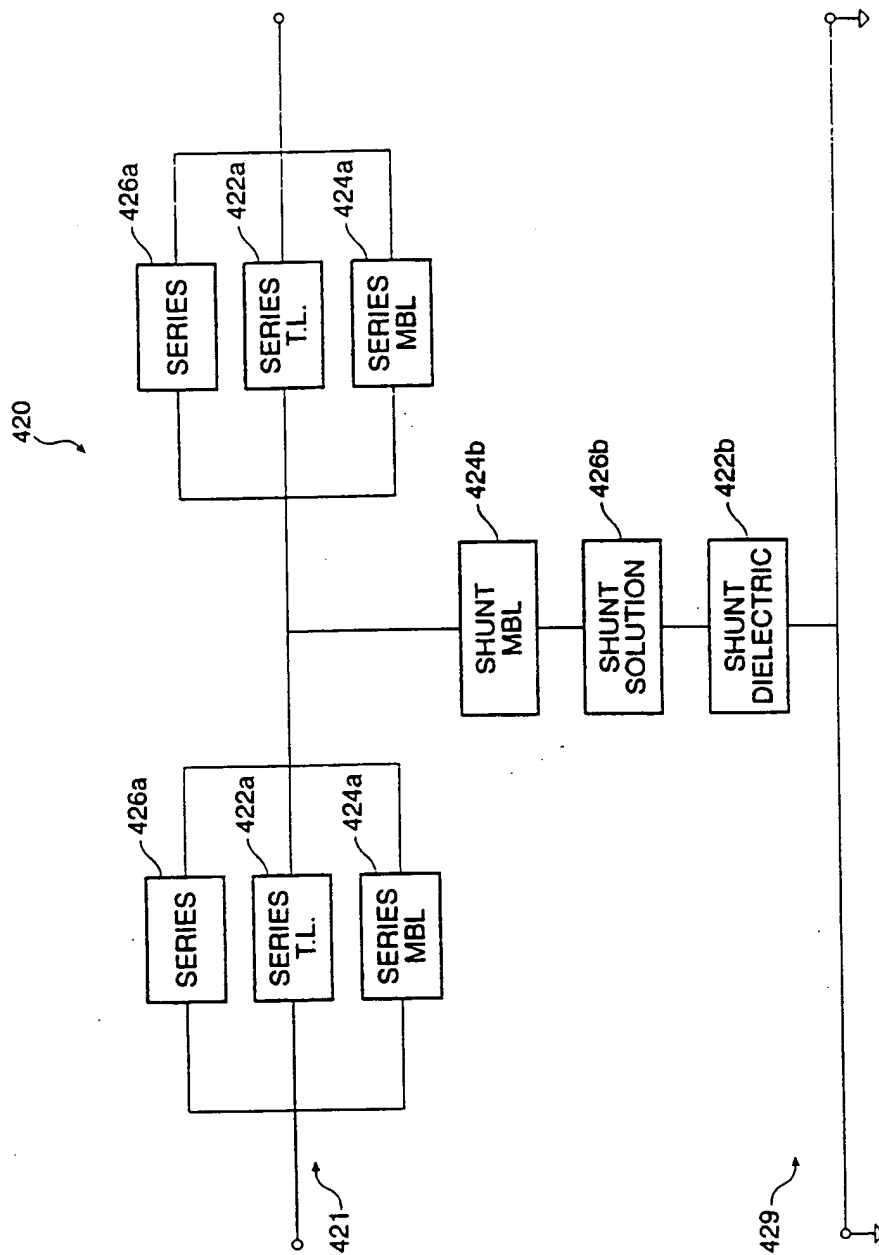 420
426a
SERIES
422a
SERIES
T.L.
424a
SERIES
MBL
426a
SERIES
422a
SERIES
T.L.
424a
SERIES
MBL
421
SHUNT
MBL
424b
SHUNT
SOLUTION
426b
SHUNT
DIELECTRIC
422b
429